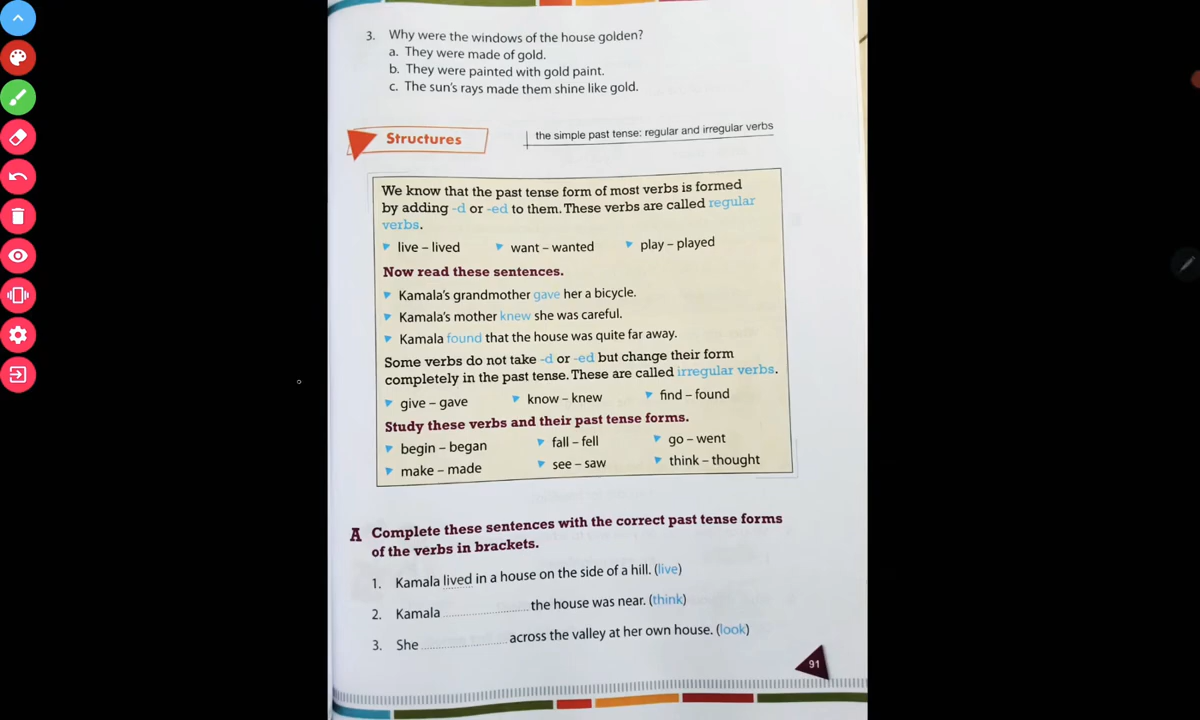 3. Why were the windows of the house golden?
a. They were made of gold.
b. They were painted with gold paint.
c. The sun's rays made them shine like gold.
Structures
the simple past tense: regular and irregular verbs
We know that the past tense form of most verbs is formed
by adding -d or -ed to them. These verbs are called regular
verbs.
live – lived want – wanted play – played
Now read these sentences.
Kamala's grandmother gave her a bicycle.
Kamala's mother knew she was careful.
Kamala found that the house was quite far away.
Some verbs do not take -d or -ed but change their form
completely in the past tense. These are called irregular verbs.
give – gave know – knew find – found
Study these verbs and their past tense forms.
begin – began fall – fell go – went
make – made see – saw think – thought
A Complete these sentences with the correct past tense forms
of the verbs in brackets.
1. Kamala lived in a house on the side of a hill. (live)
2. Kamala ........................ the house was near. (think)
3. She ........................ across the valley at her own house. (look)
91